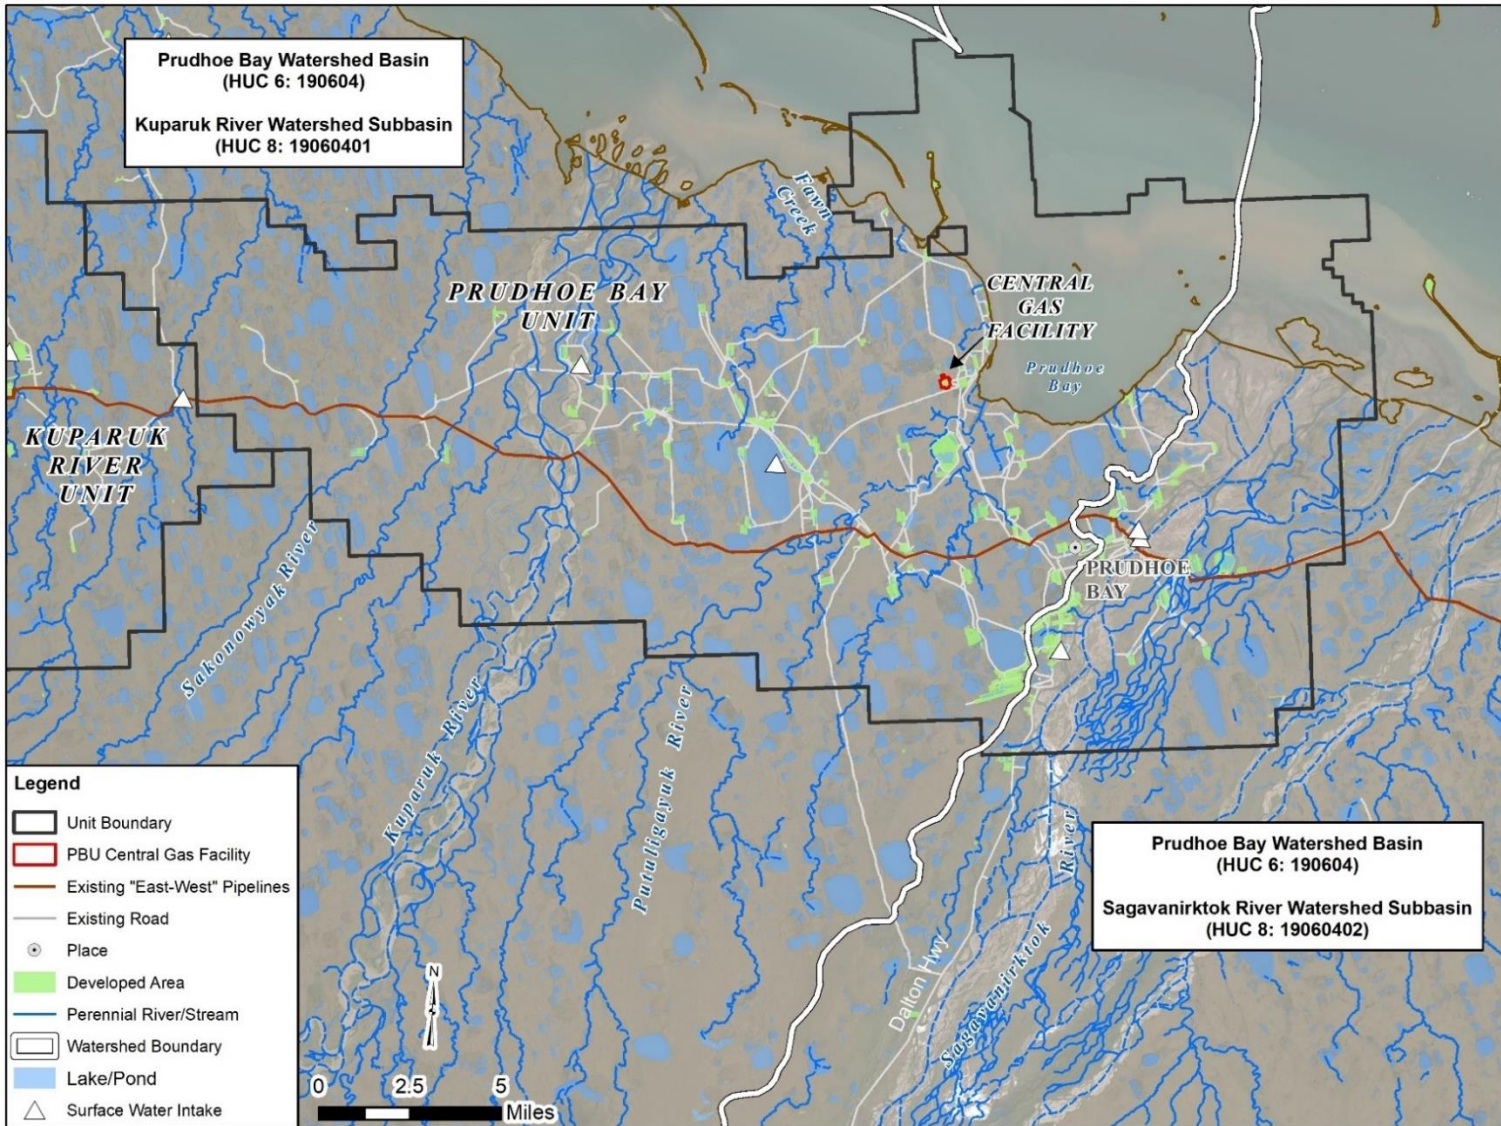 Prudhoe Bay Watershed Basin
(HUC 6: 190604)
Kuparuk River Watershed Subbasin
(HUC 8: 19060401
Fawn
Creek
PRUDHOE BAY
UNIT
CENTRAL
GAS
FACILITY
Prudhoe
Bay
KUPARUK
RIVER
UNIT
Sakonowyak River
PRUDHOE
BAY
Kuparuk River
Putuligayuk River
Legend
Unit Boundary
PBU Central Gas Facility
Existing "East-West" Pipelines
Existing Road
Place
Developed Area
Perennial River/Stream
Watershed Boundary
Lake/Pond
Surface Water Intake
N
0 2.5 5
Miles
Dalton Hwy
Sagavanirktok River
Prudhoe Bay Watershed Basin
(HUC 6: 190604)
Sagavanirktok River Watershed Subbasin
(HUC 8: 19060402)